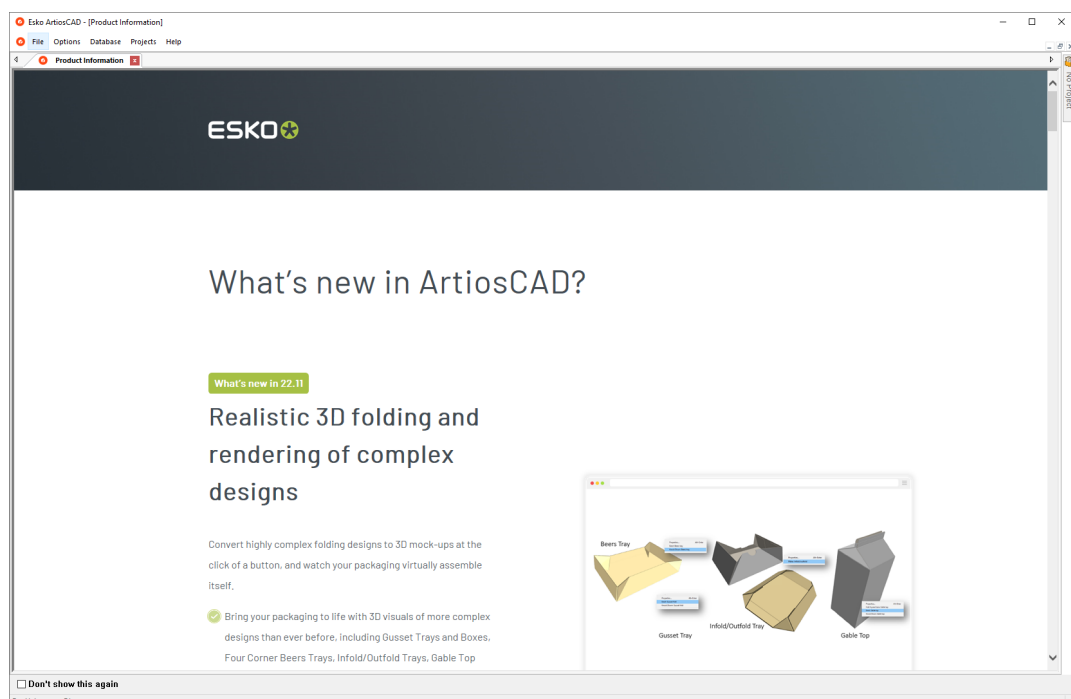 Esko ArtiosCAD - [Product Information]
File Options Database Projects Help
Product Information
No Project
ESKO
What's new in ArtiosCAD?
What's new in 22.11
Realistic 3D folding and
rendering of complex
designs
Convert highly complex folding designs to 3D mock-ups at the
click of a button, and watch your packaging virtually assemble
itself.
Bring your packaging to life with 3D visuals of more complex
designs than ever before, including Gusset Trays and Boxes,
Four Corner Beers Trays, Infold/Outfold Trays, Gable Top
Beers Tray
Gusset Tray
Infold/Outfold Tray
Gable Top
Don't show this again